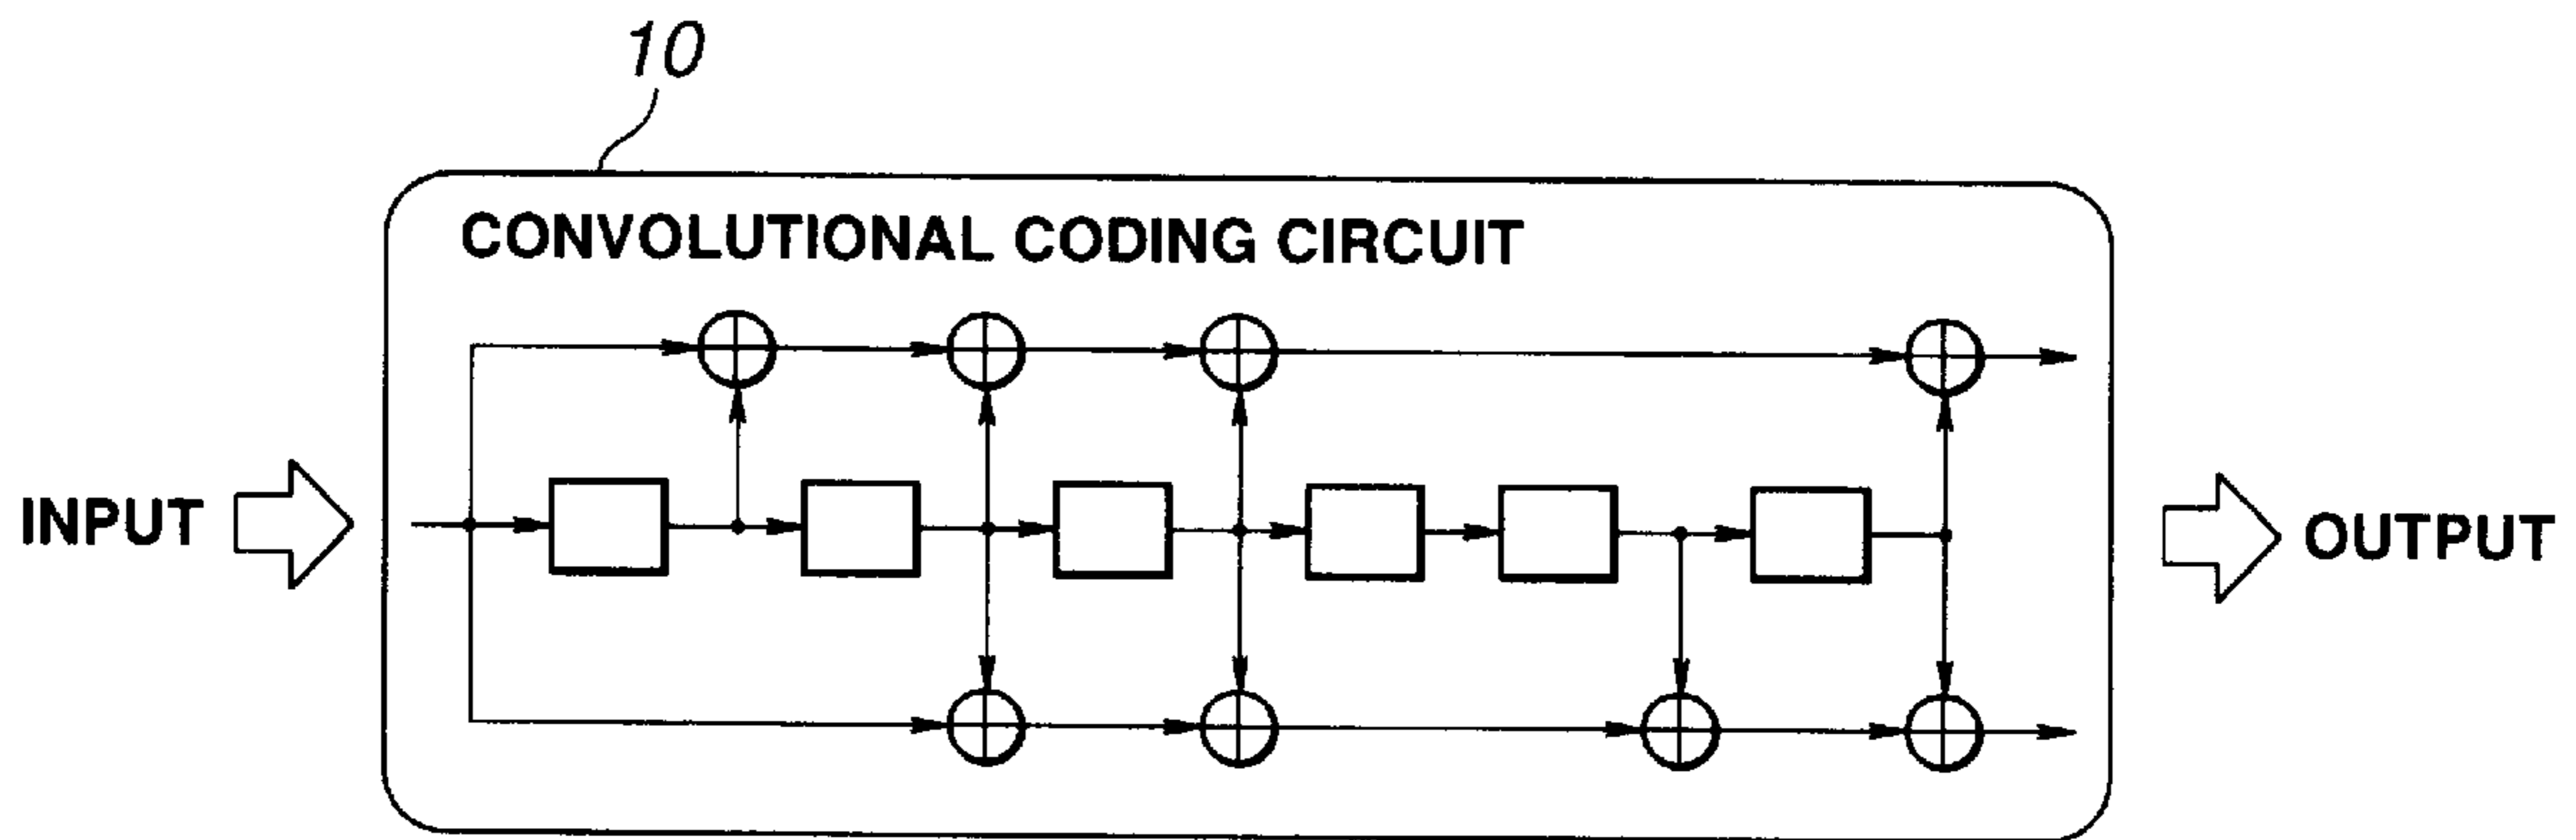 10
CONVOLUTIONAL CODING CIRCUIT
INPUT
OUTPUT